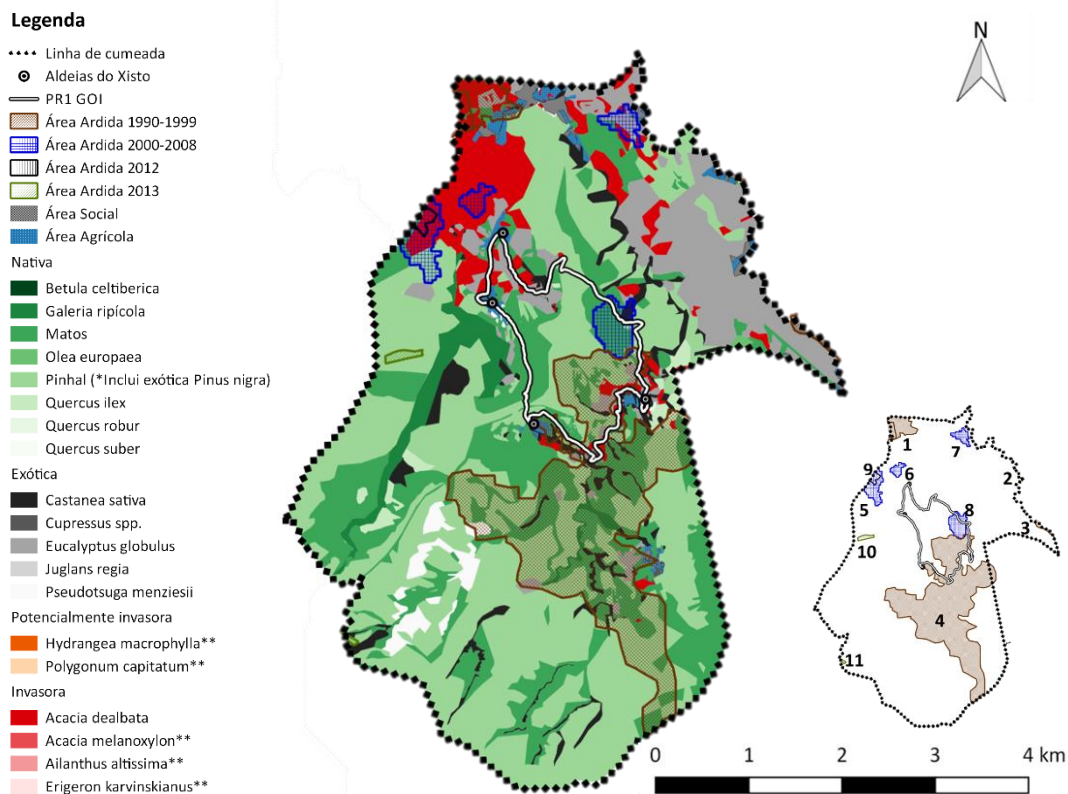 Legenda
Linha de cumeada
Aldeias do Xisto
PR1 GOI
Área Ardida 1990-1999
Área Ardida 2000-2008
Área Ardida 2012
Área Ardida 2013
Área Social
Área Agrícola
Nativa
Betula celtiberica
Galeria ripícola
Matos
Olea europaea
Pinhal (*Inclui exótica Pinus nigra)
Quercus ilex
Quercus robur
Quercus suber
Exótica
Castanea sativa
Cupressus spp.
Eucalyptus globulus
Juglans regia
Pseudotsuga menziesii
Potencialmente invasora
Hydrangea macrophylla**
Polygonum capitatum**
Invasora
Acacia dealbata
Acacia melanoxylon**
Ailanthus altissima**
Erigeron karvinskianus**
N
1
7
9
6
2
5
8
3
10
4
11
0 1 2 3 4 km